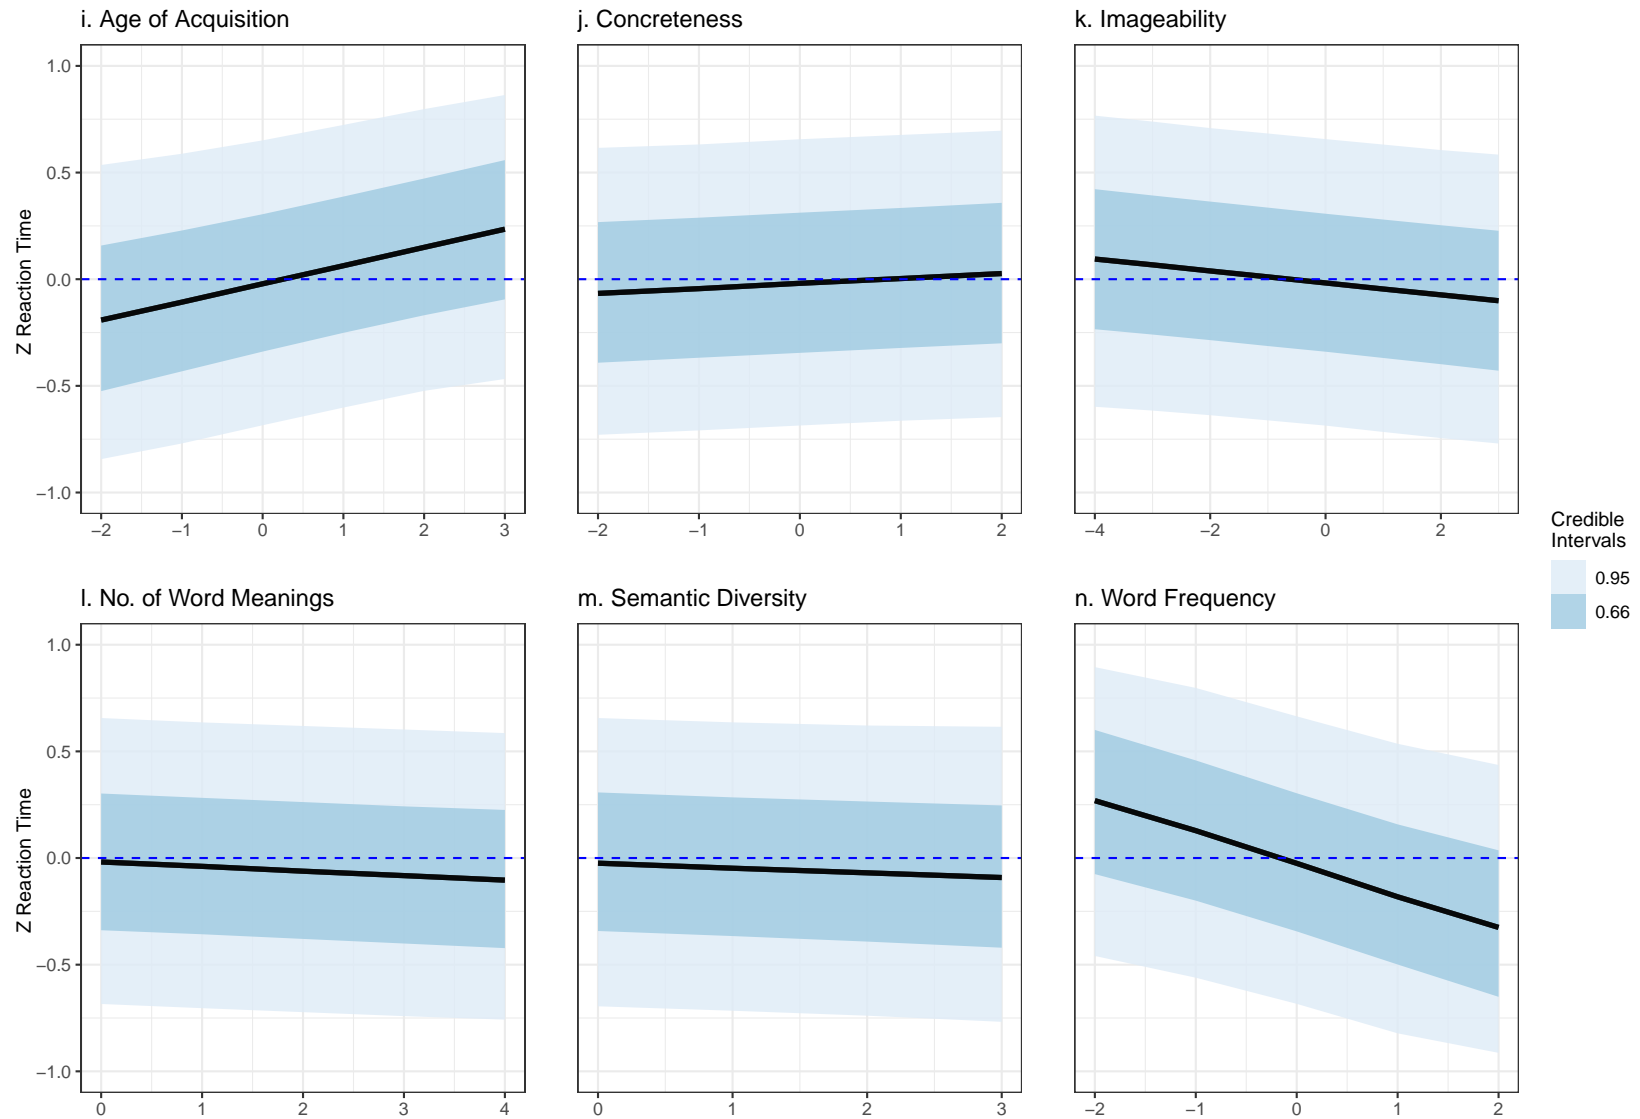 i. Age of Acquisition
j. Concreteness
k. Imageability
Z Reaction Time
1.0
0.5
0.0
−0.5
−1.0
−2 −1 0 1 2 3
−2 −1 0 1 2
−4 −2 0 2
Credible
Intervals
0.95
0.66
l. No. of Word Meanings
m. Semantic Diversity
n. Word Frequency
Z Reaction Time
1.0
0.5
0.0
−0.5
−1.0
0 1 2 3 4
0 1 2 3
−2 −1 0 1 2